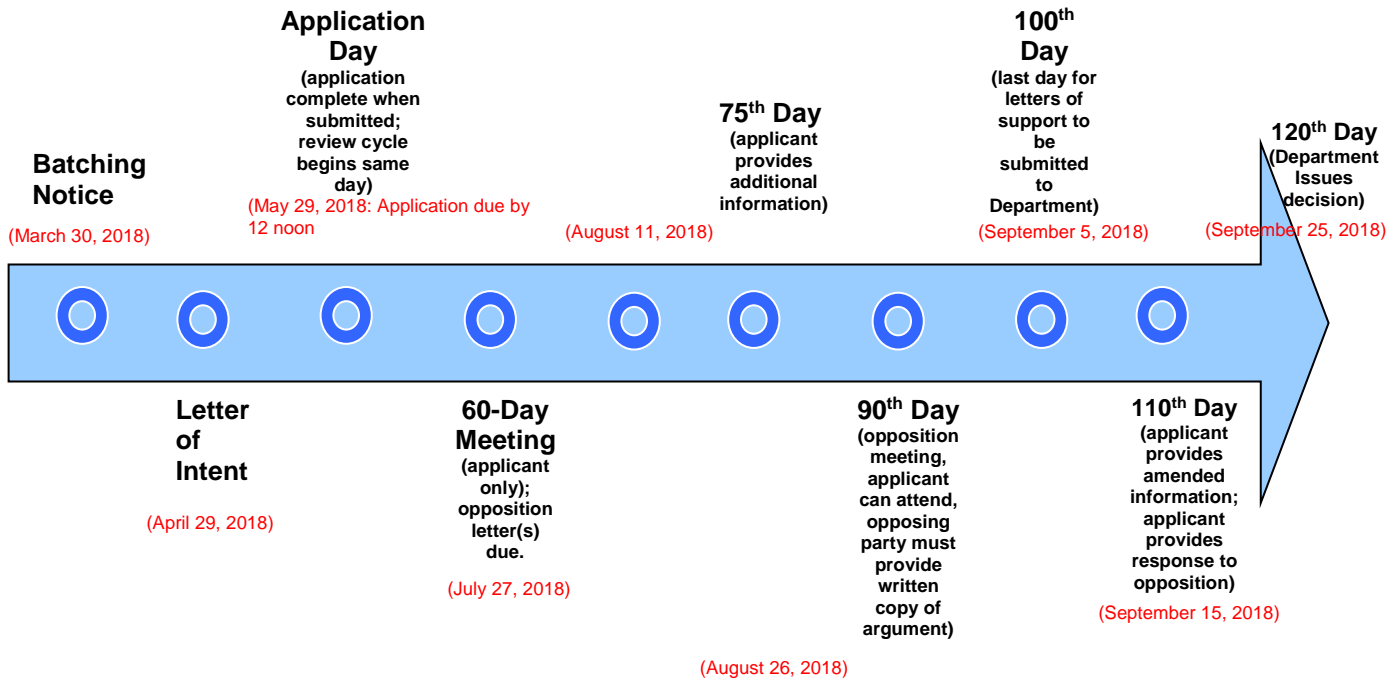 Batching
Notice
(March 30, 2018)
Letter
of
Intent
(April 29, 2018)
Application
Day
(application
complete when
submitted;
review cycle
begins same
day)
(May 29, 2018: Application due by
12 noon
60-Day
Meeting
(applicant
only);
opposition
letter(s)
due.
(July 27, 2018)
75th Day
(applicant
provides
additional
information)
(August 11, 2018)
90th Day
(opposition
meeting,
applicant
can attend,
opposing
party must
provide
written
copy of
argument)
(August 26, 2018)
100th
Day
(last day for
letters of
support to
be
submitted
to
Department)
(September 5, 2018)
110th Day
(applicant
provides
amended
information;
applicant
provides
response to
opposition)
(September 15, 2018)
120th Day
(Department
Issues
decision)
(September 25, 2018)